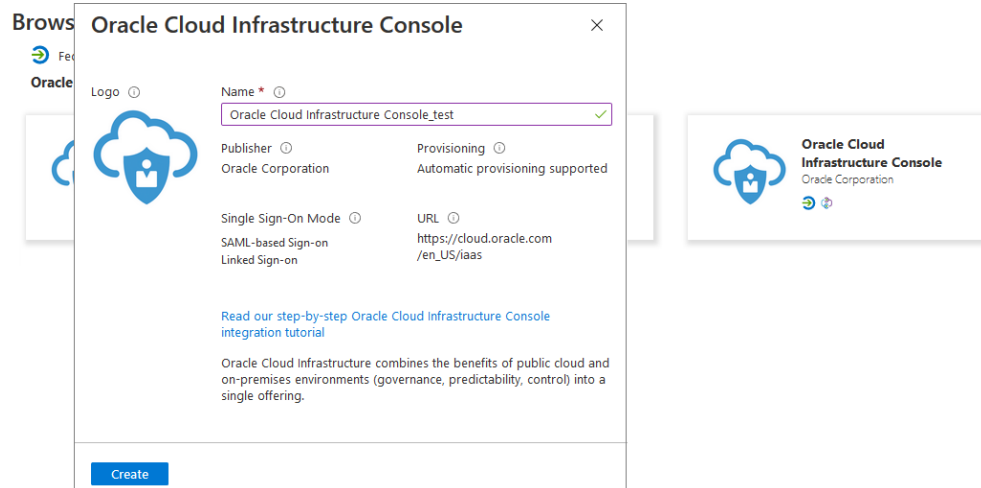 Brows
Oracle Cloud Infrastructure Console
Fed
Oracle
Logo
Name *
Oracle Cloud Infrastructure Console_test
Publisher
Provisioning
Oracle Corporation
Automatic provisioning supported
Single Sign-On Mode
URL
SAML-based Sign-on
Linked Sign-on
https://cloud.oracle.com
/en_US/iaas
Read our step-by-step Oracle Cloud Infrastructure Console
integration tutorial
Oracle Cloud Infrastructure combines the benefits of public cloud and
on-premises environments (governance, predictability, control) into a
single offering.
Create
Oracle Cloud
Infrastructure Console
Oracle Corporation